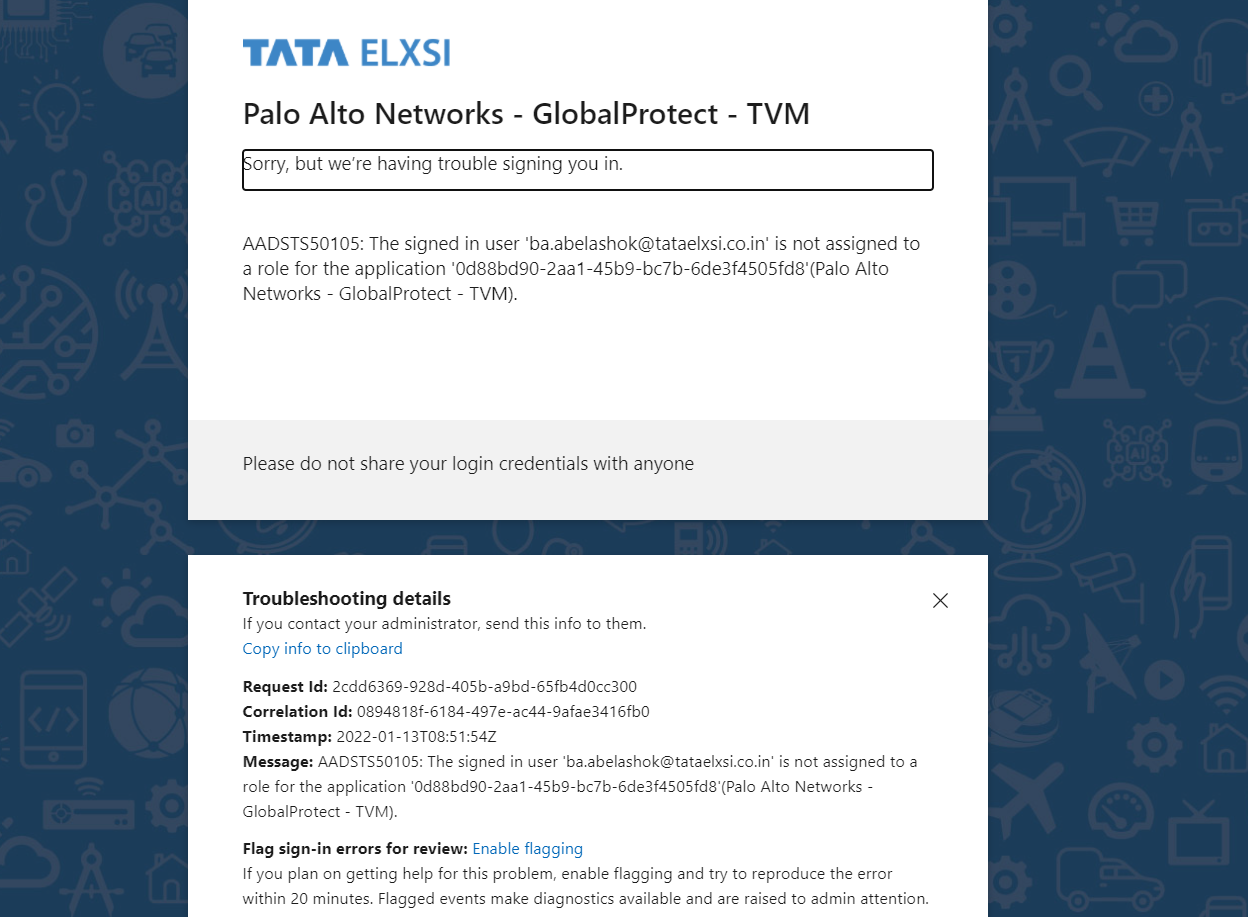 TATA ELXSI
Palo Alto Networks - GlobalProtect - TVM
Sorry, but we're having trouble signing you in.
AADSTS50105: The signed in user 'ba.abelashok@tataelxsi.co.in' is not assigned to
a role for the application '0d88bd90-2aa1-45b9-bc7b-6de3f4505fd8'(Palo Alto
Networks - GlobalProtect - TVM).
Please do not share your login credentials with anyone
Troubleshooting details
If you contact your administrator, send this info to them.
Copy info to clipboard
Request Id: 2cdd6369-928d-405b-a9bd-65fb4d0cc300
Correlation Id: 0894818f-6184-497e-ac44-9afae3416fb0
Timestamp: 2022-01-13T08:51:54Z
Message: AADSTS50105: The signed in user 'ba.abelashok@tataelxsi.co.in' is not assigned to a
role for the application '0d88bd90-2aa1-45b9-bc7b-6de3f4505fd8'(Palo Alto Networks -
GlobalProtect - TVM).
Flag sign-in errors for review: Enable flagging
If you plan on getting help for this problem, enable flagging and try to reproduce the error
within 20 minutes. Flagged events make diagnostics available and are raised to admin attention.
AI
AI
1